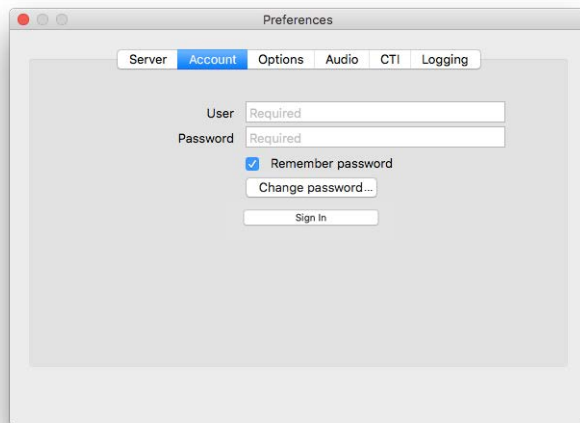 Preferences
Server Account Options Audio CTI Logging
User Required
Password Required
Remember password
Change password...
Sign In